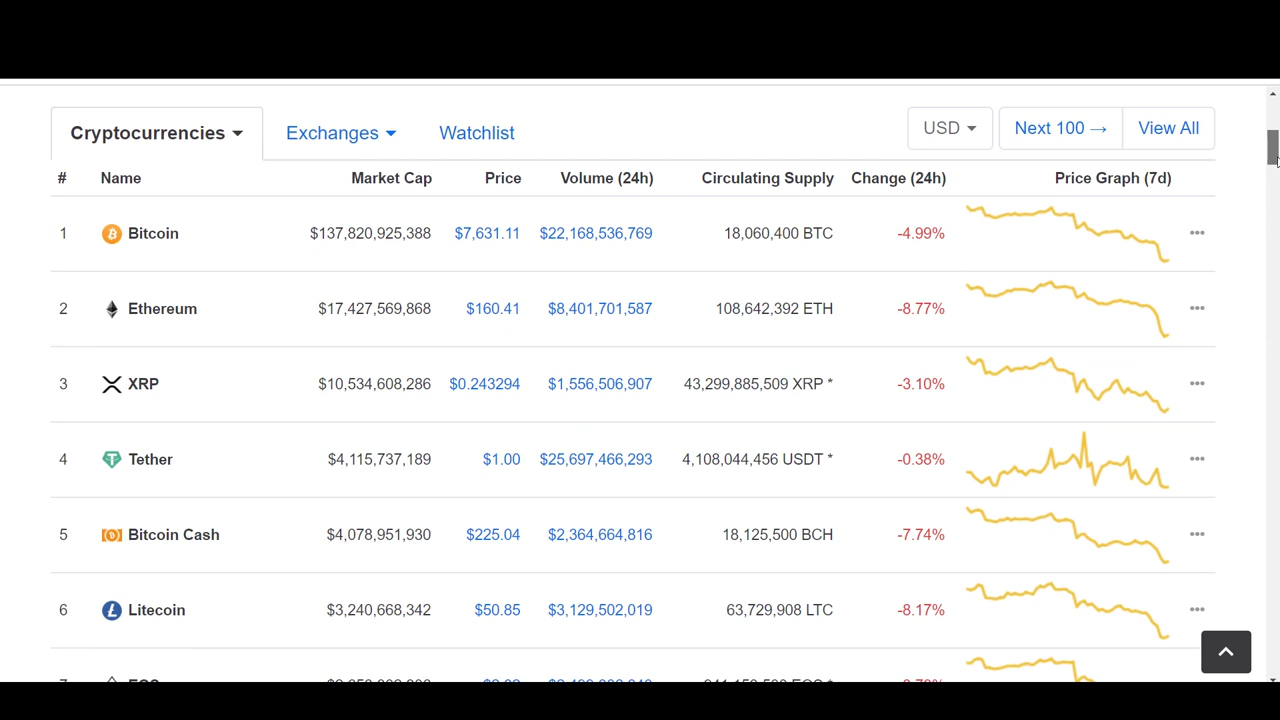 Cryptocurrencies Exchanges Watchlist USD Next 100 → View All
# Name Market Cap Price Volume (24h) Circulating Supply Change (24h) Price Graph (7d)
1 Bitcoin $137,820,925,388 $7,631.11 $22,168,536,769 18,060,400 BTC -4.99%
2 Ethereum $17,427,569,868 $160.41 $8,401,701,587 108,642,392 ETH -8.77%
3 XRP $10,534,608,286 $0.243294 $1,556,506,907 43,299,885,509 XRP * -3.10%
4 Tether $4,115,737,189 $1.00 $25,697,466,293 4,108,044,456 USDT * -0.38%
5 Bitcoin Cash $4,078,951,930 $225.04 $2,364,664,816 18,125,500 BCH -7.74%
6 Litecoin $3,240,668,342 $50.85 $3,129,502,019 63,729,908 LTC -8.17%